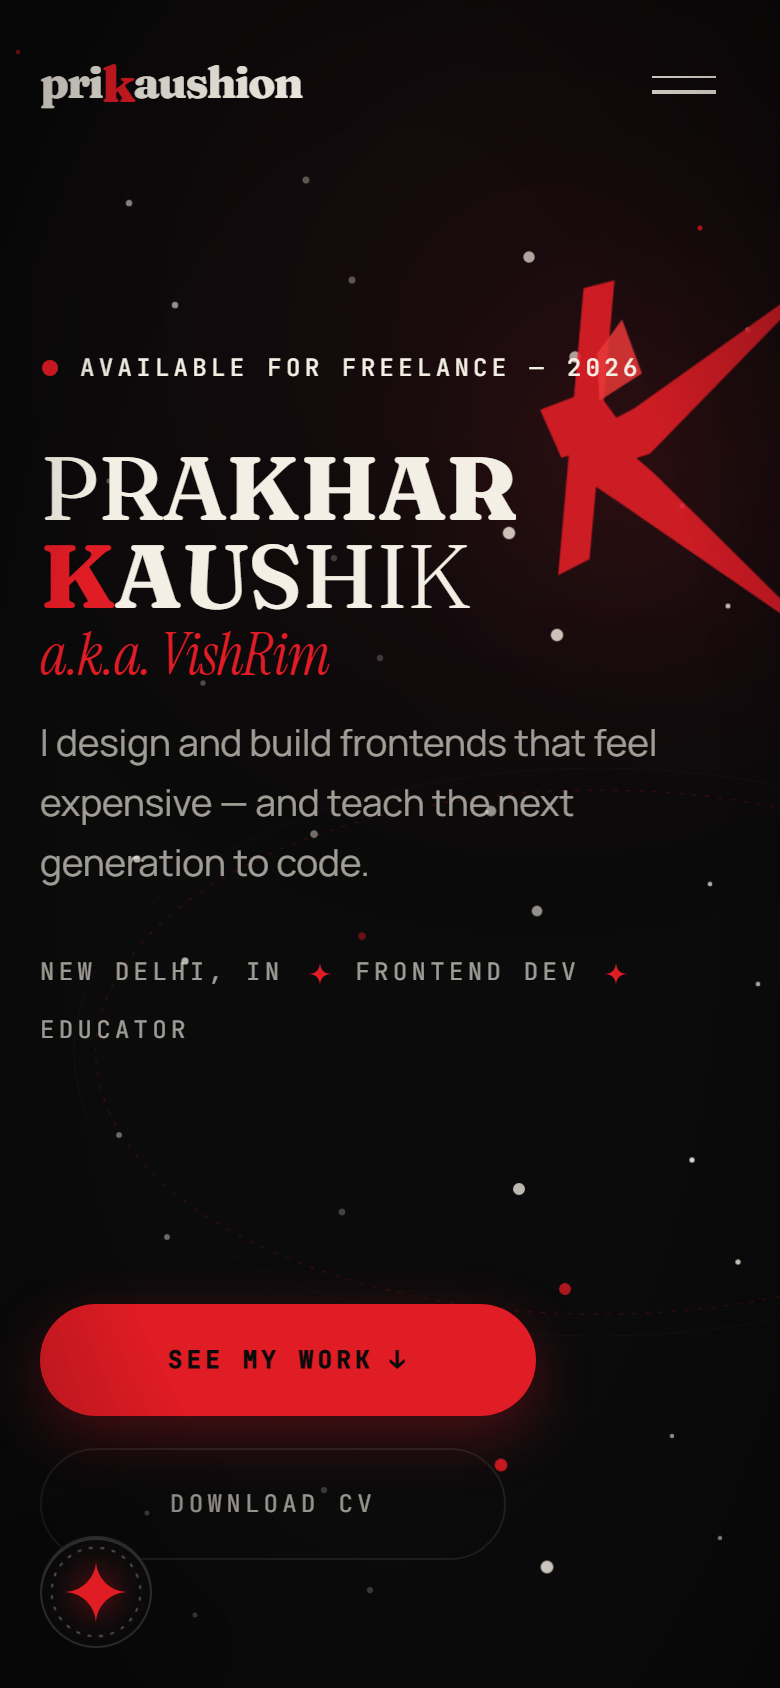 prikaushion
AVAILABLE FOR FREELANCE — 2026
PRAKHAR
KAUSHIK
a.k.a. VishRim
I design and build frontends that feel
expensive — and teach the next
generation to code.
NEW DELHI, IN ✦ FRONTEND DEV ✦
EDUCATOR
SEE MY WORK ↓
DOWNLOAD CV